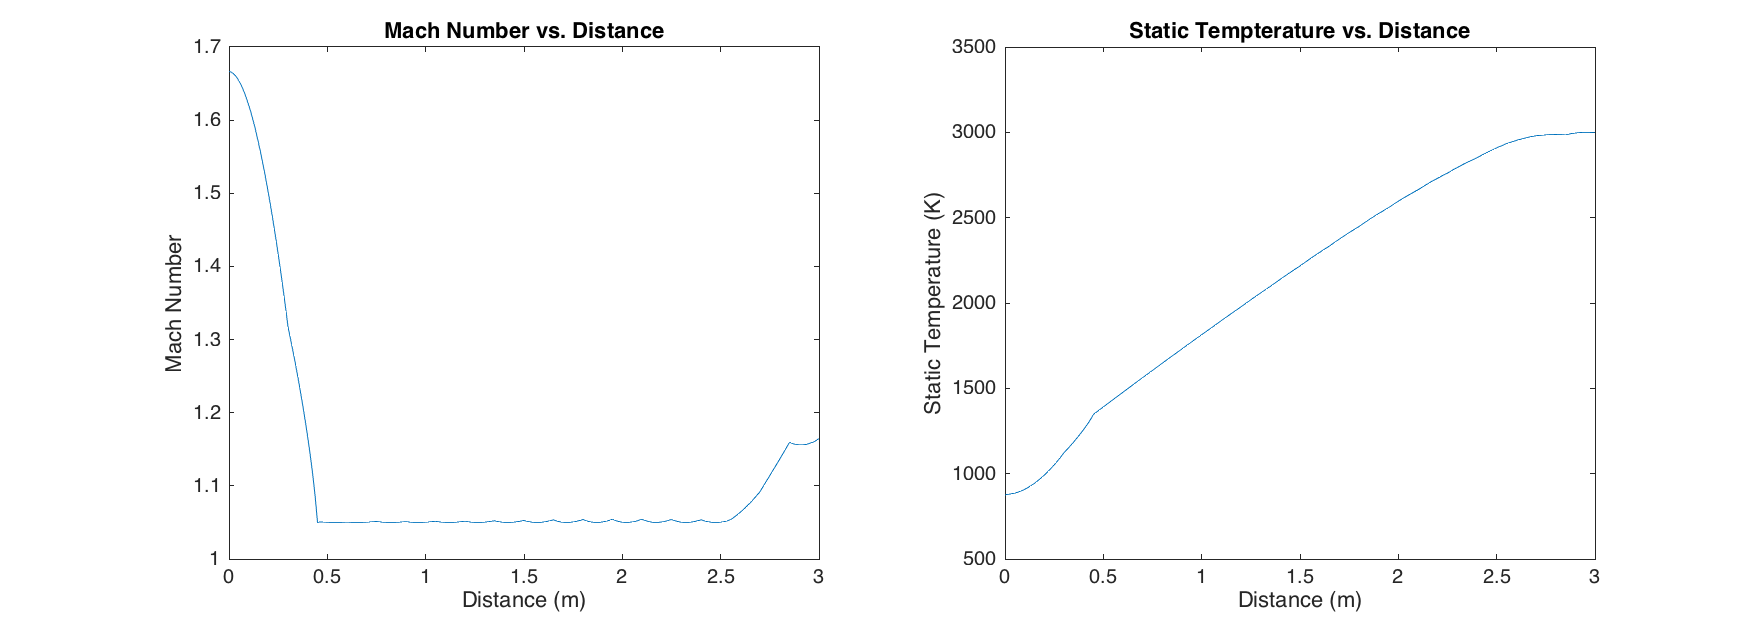 Mach Number vs. Distance
1.7
1.6
1.5
1.4
1.3
1.2
1.1
1
Mach Number
0 0.5 1 1.5 2 2.5 3
Distance (m)
Static Tempterature vs. Distance
3500
3000
2500
2000
1500
1000
500
Static Temperature (K)
0 0.5 1 1.5 2 2.5 3
Distance (m)